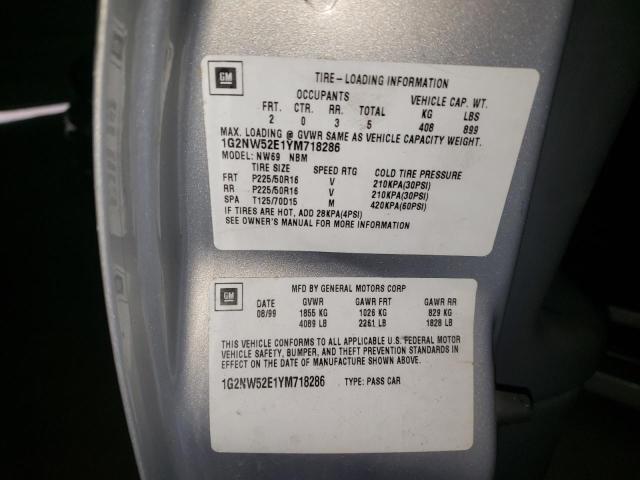 GM
TIRE-LOADING INFORMATION
OCCUPANTS VEHICLE CAP. WT.
FRT. CTR. RR. TOTAL KG LBS
2 0 3 5 408 899
MAX. LOADING @ GVWR SAME AS VEHICLE CAPACITY WEIGHT.
1G2NW52E1YM718286
MODEL: NW69 NBM
TIRE SIZE SPEED RTG COLD TIRE PRESSURE
FRT P225/50R16 V 210KPA(30PSI)
RR P225/50R16 V 210KPA(30PSI)
SPA T125/70D15 M 420KPA(60PSI)
IF TIRES ARE HOT, ADD 28KPA(4PSI)
SEE OWNER'S MANUAL FOR MORE INFORMATION
GM
MFD BY GENERAL MOTORS CORP
DATE GVWR GAWR FRT GAWR RR
08/99 1855 KG 1026 KG 829 KG
4089 LB 2261 LB 1828 LB
THIS VEHICLE CONFORMS TO ALL APPLICABLE U.S. FEDERAL MOTOR
VEHICLE SAFETY, BUMPER, AND THEFT PREVENTION STANDARDS IN
EFFECT ON THE DATE OF MANUFACTURE SHOWN ABOVE.
1G2NW52E1YM718286 TYPE: PASS CAR